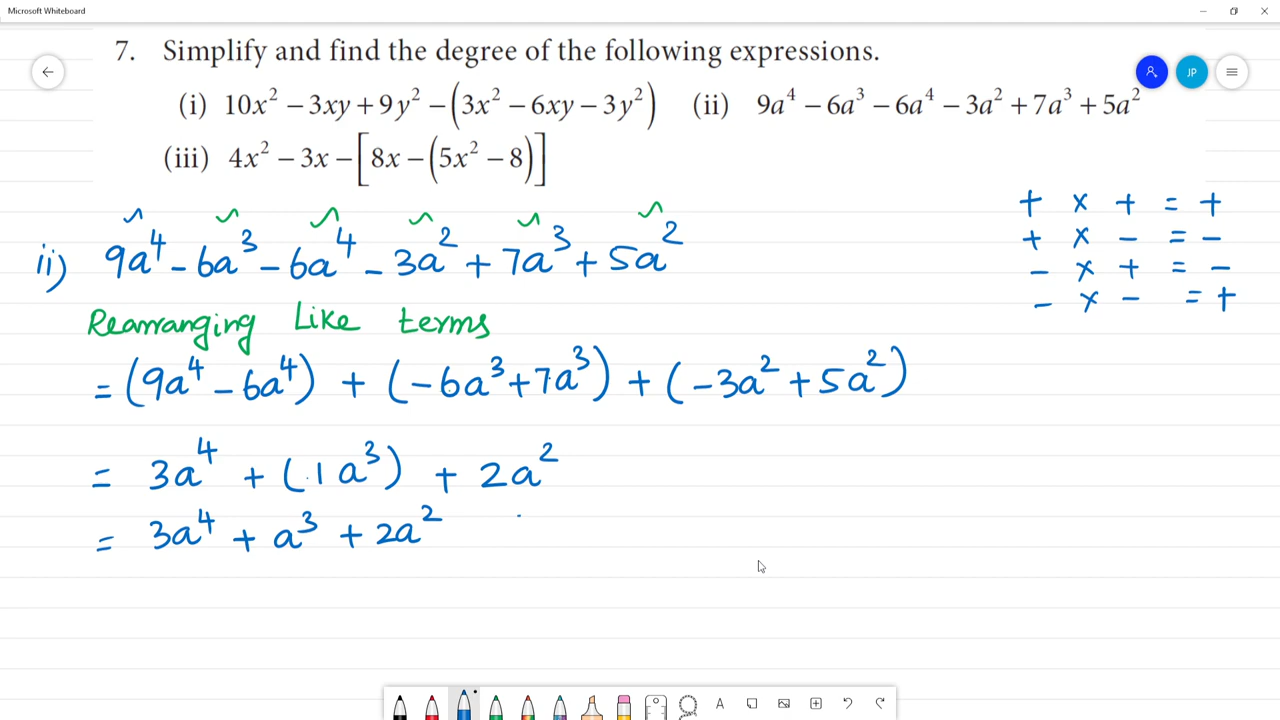 Microsoft Whiteboard
7. Simplify and find the degree of the following expressions.
(i) 10x² – 3xy + 9y² – (3x² – 6xy – 3y²) (ii) 9a⁴ – 6a³ – 6a⁴ – 3a² + 7a³ + 5a²
(iii) 4x² – 3x – [8x – (5x² – 8)]
JP
+ × + = +
+ × - = -
- × + = -
- × - = +
ii) 9a⁴ - 6a³ - 6a⁴ - 3a² + 7a³ + 5a²
Rearranging Like terms
= (9a⁴ - 6a⁴) + (-6a³ + 7a³) + (-3a² + 5a²)
= 3a⁴ + (.1a³) + 2a²
= 3a⁴ + a³ + 2a²
A